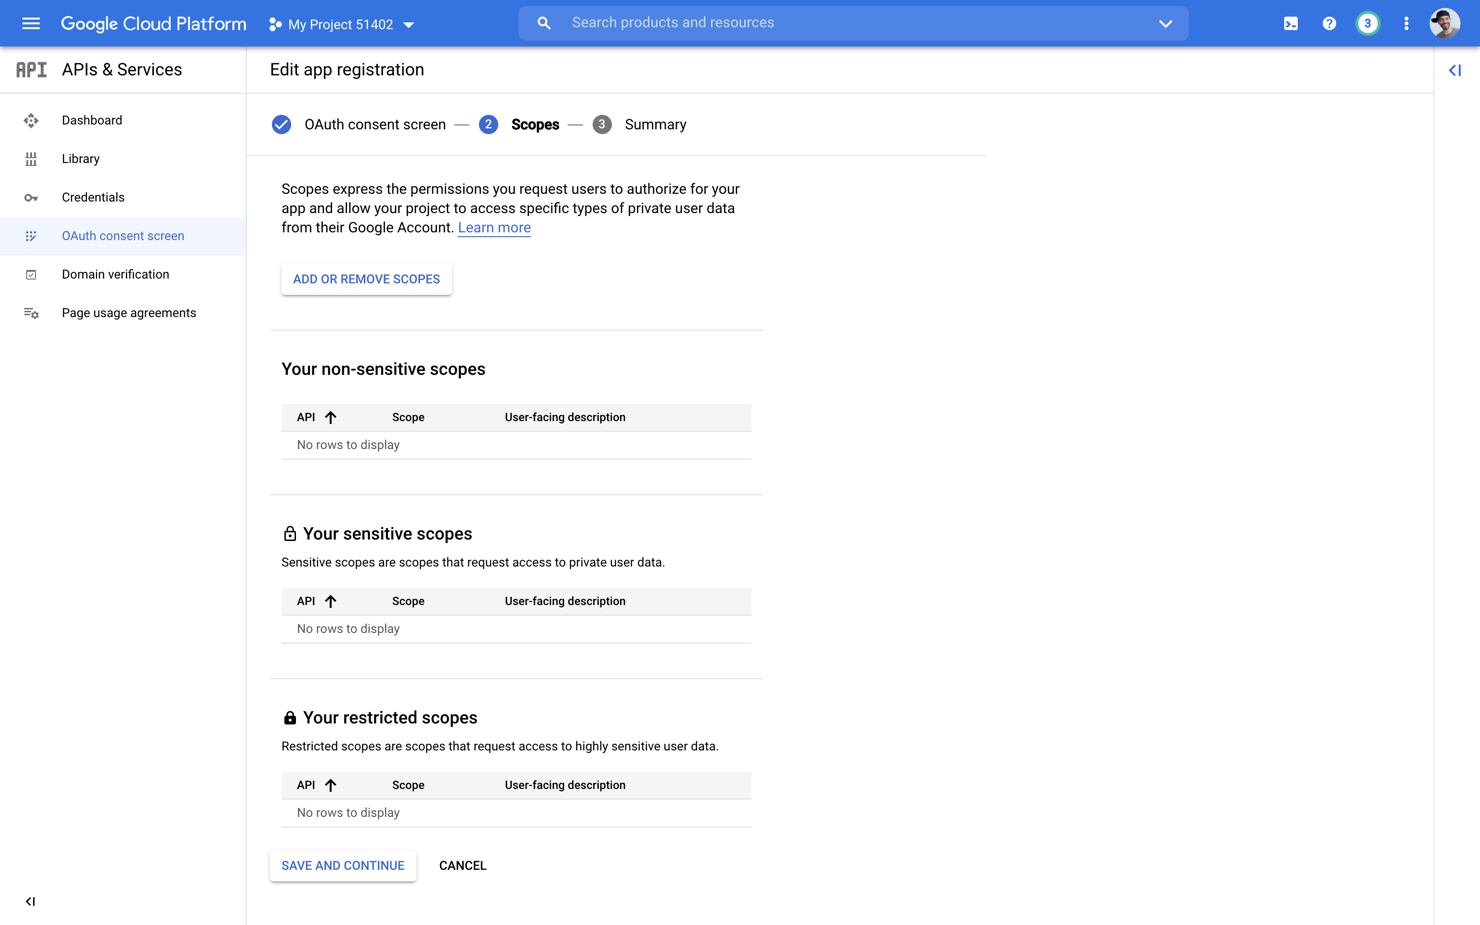 Google Cloud Platform
My Project 51402
Search products and resources
3
API APIs & Services
Edit app registration
Dashboard
Library
Credentials
OAuth consent screen
Domain verification
Page usage agreements
OAuth consent screen — 2 Scopes — 3 Summary
Scopes express the permissions you request users to authorize for your
app and allow your project to access specific types of private user data
from their Google Account. Learn more
ADD OR REMOVE SCOPES
Your non-sensitive scopes
API Scope User-facing description
No rows to display
Your sensitive scopes
Sensitive scopes are scopes that request access to private user data.
API Scope User-facing description
No rows to display
Your restricted scopes
Restricted scopes are scopes that request access to highly sensitive user data.
API Scope User-facing description
No rows to display
SAVE AND CONTINUE CANCEL